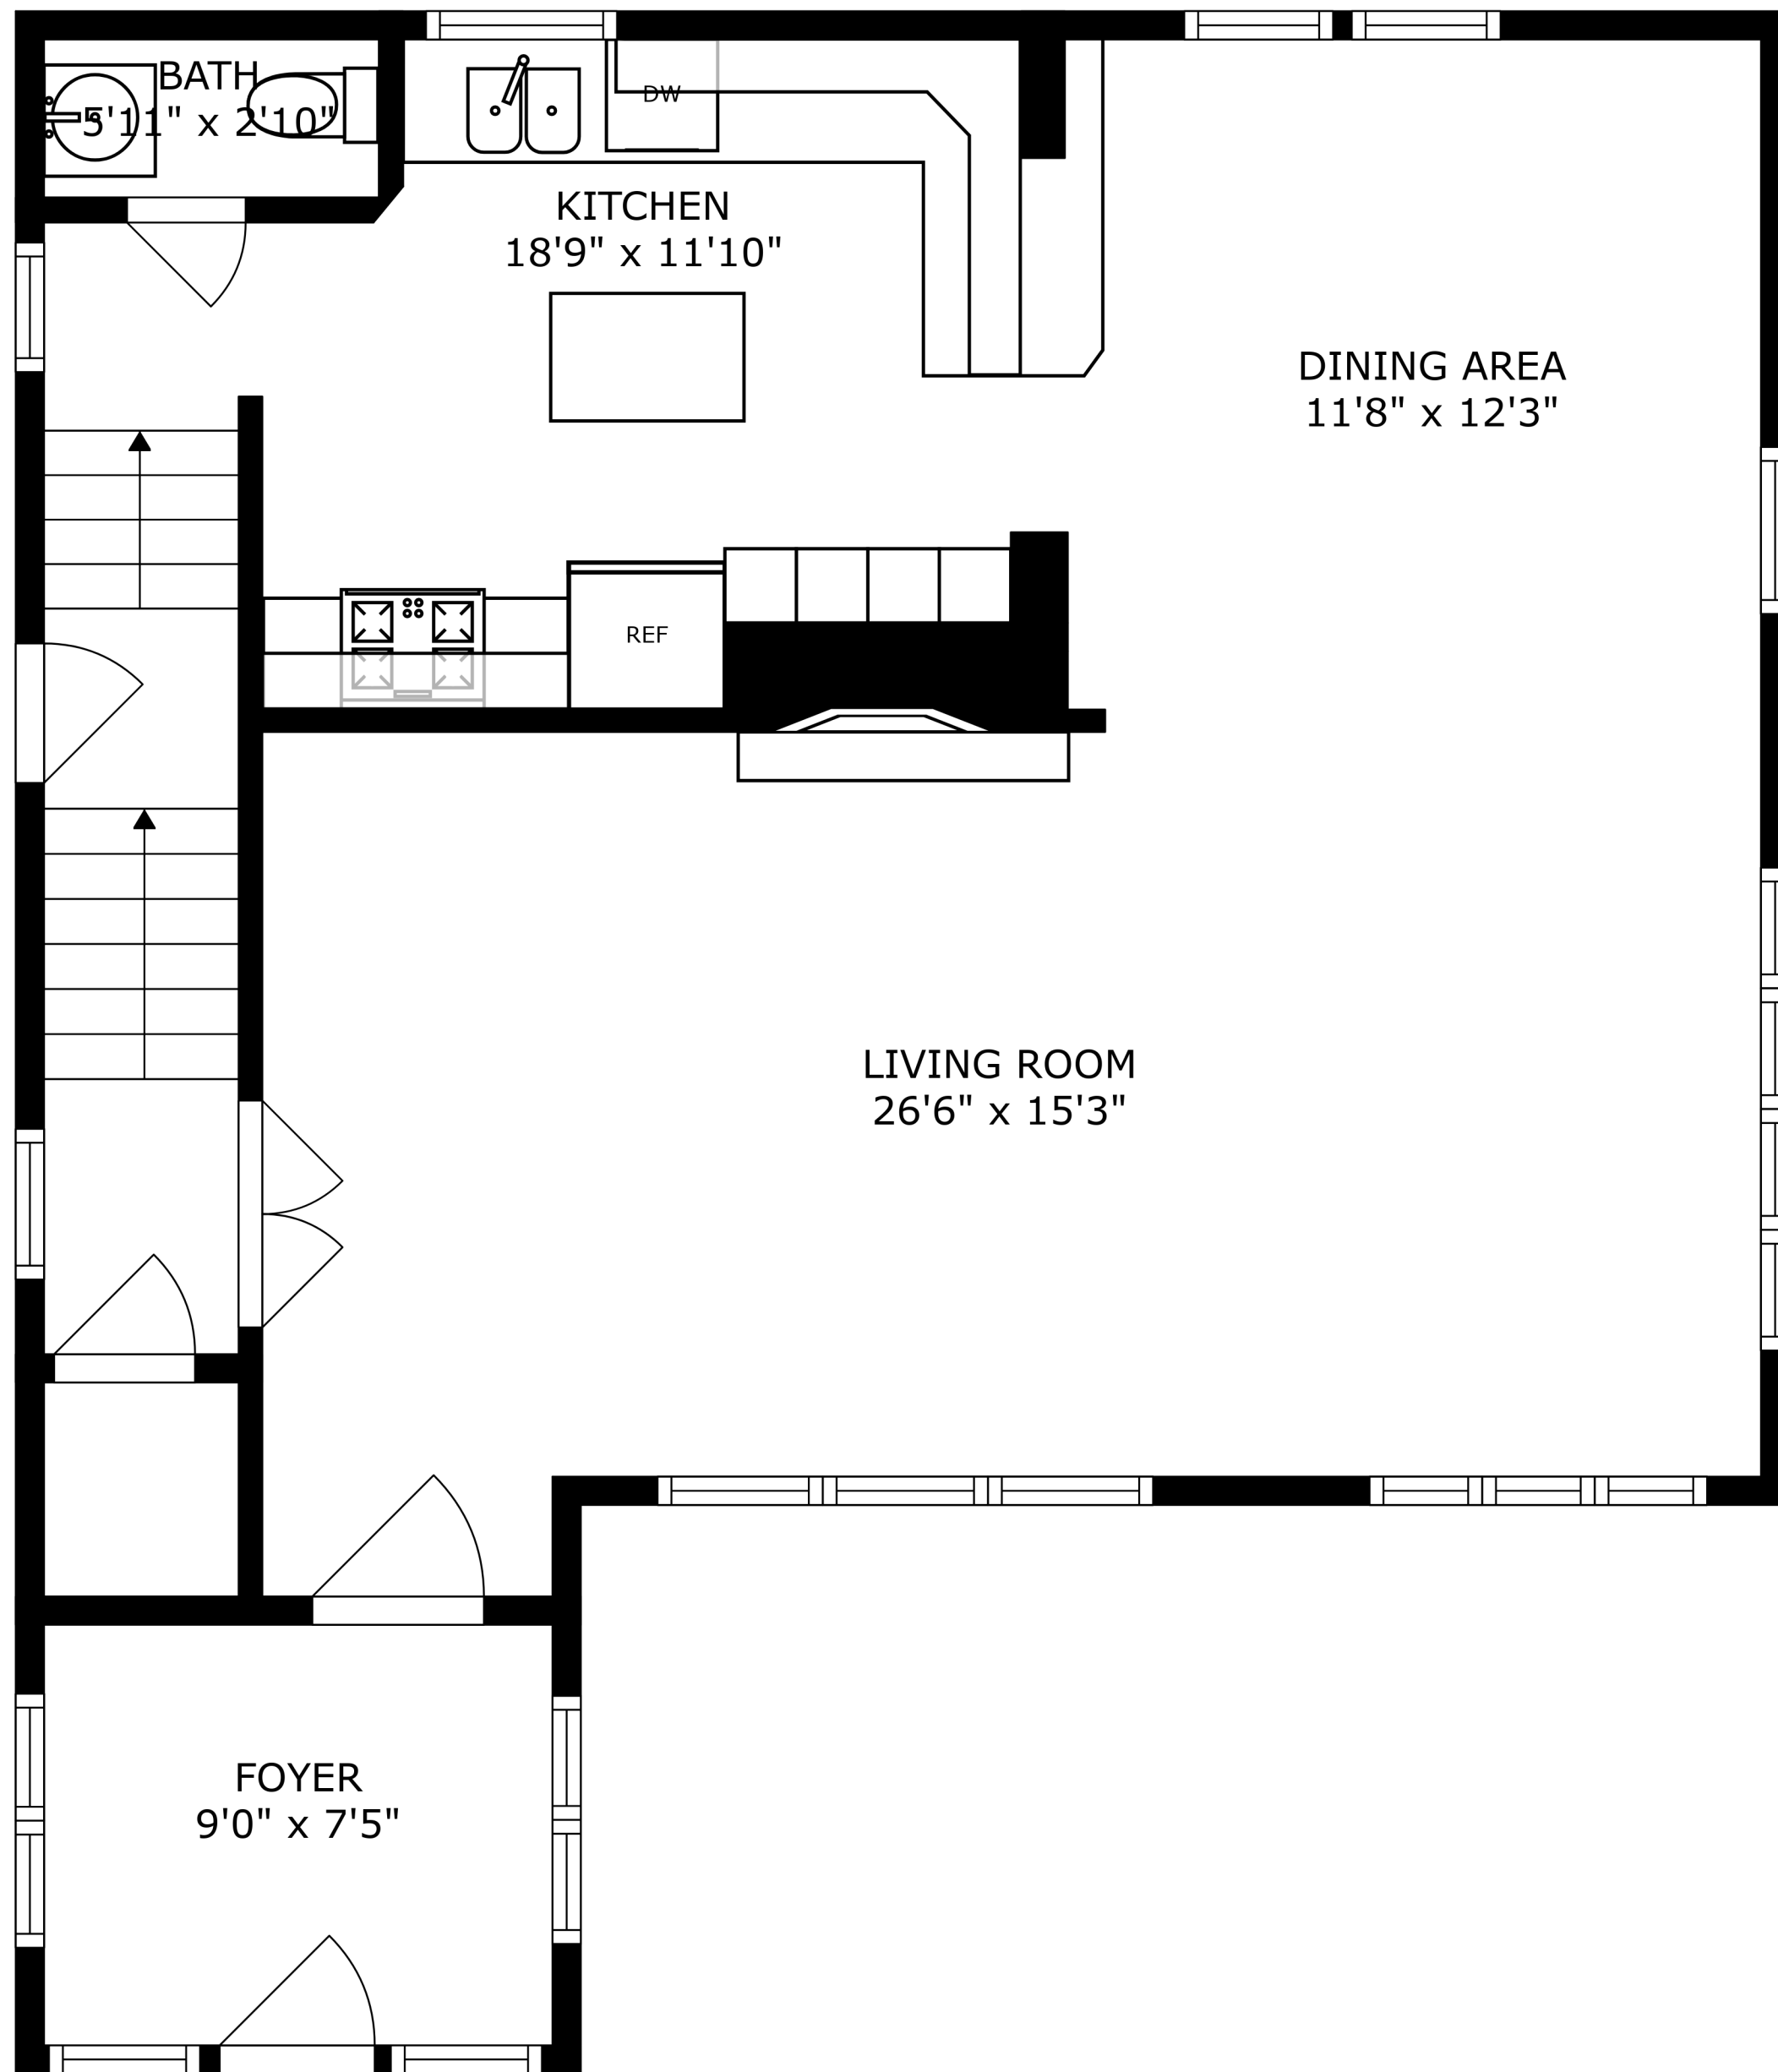 BATH
5'11" x 2'10"
DW
KITCHEN
18'9" x 11'10"
DINING AREA
11'8" x 12'3"
REF
LIVING ROOM
26'6" x 15'3"
FOYER
9'0" x 7'5"